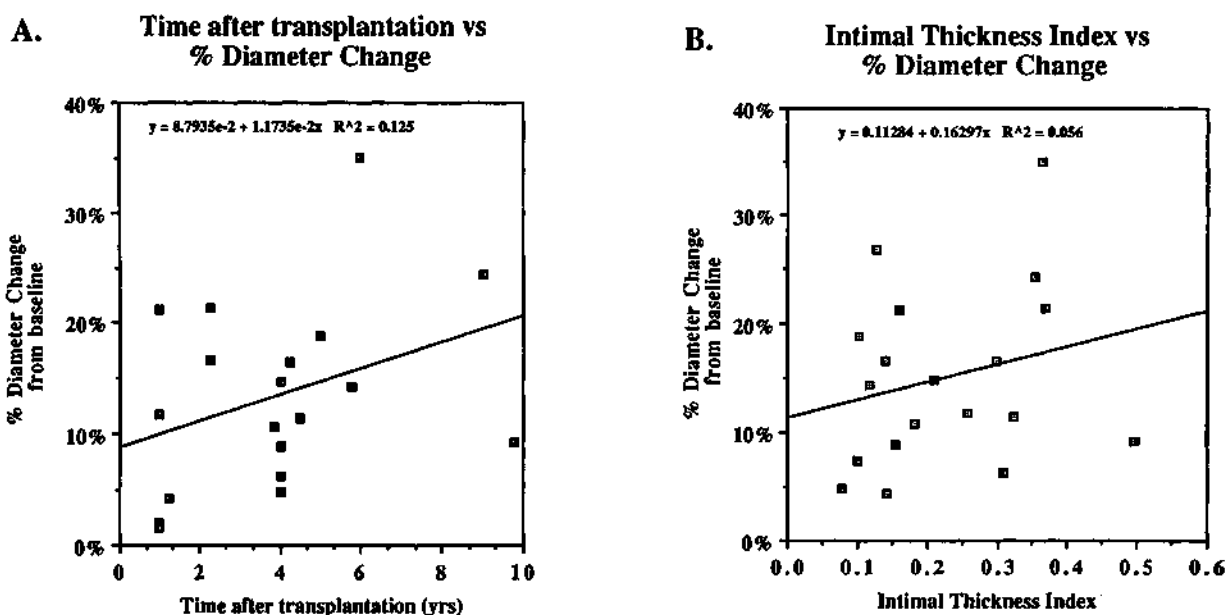 A.
Time after transplantation vs
% Diameter Change
y = 8.7935e-2 + 1.1735e-2x R^2 = 0.125
40%
30%
20%
10%
0%
% Diameter Change
from baseline
0 2 4 6 8 10
Time after transplantation (yrs)
B.
Intimal Thickness Index vs
% Diameter Change
y = 0.11284 + 0.16297x R^2 = 0.056
40%
30%
20%
10%
0%
% Diameter Change
from baseline
0.0 0.1 0.2 0.3 0.4 0.5 0.6
Intimal Thickness Index